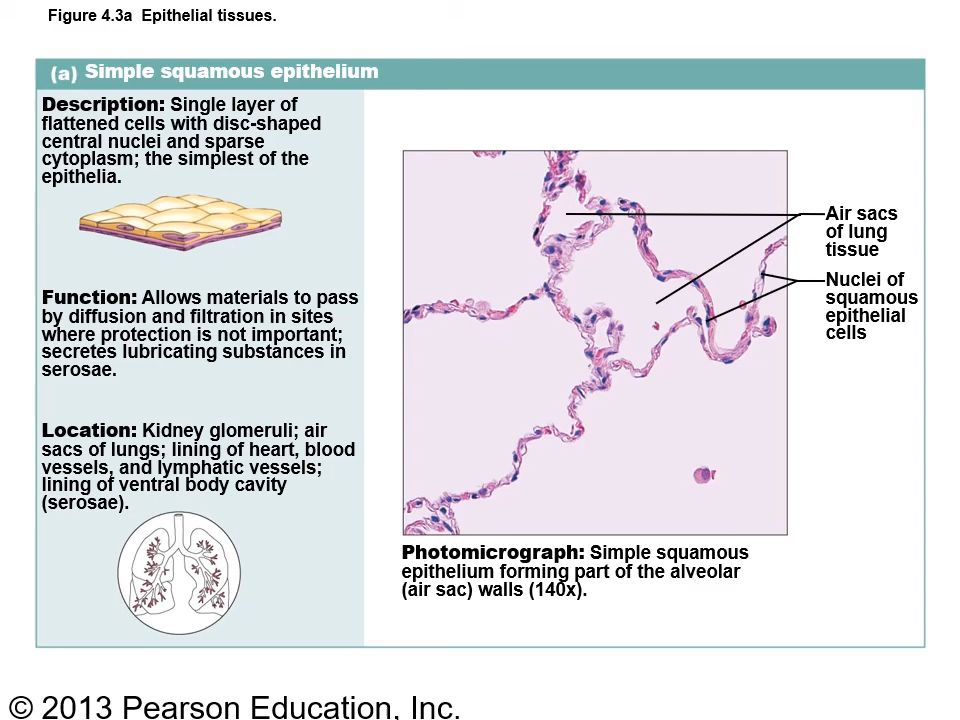 Figure 4.3a Epithelial tissues.
(a) Simple squamous epithelium
Description: Single layer of
flattened cells with disc-shaped
central nuclei and sparse
cytoplasm; the simplest of the
epithelia.
Function: Allows materials to pass
by diffusion and filtration in sites
where protection is not important;
secretes lubricating substances in
serosae.
Location: Kidney glomeruli; air
sacs of lungs; lining of heart, blood
vessels, and lymphatic vessels;
lining of ventral body cavity
(serosae).
Air sacs
of lung
tissue
Nuclei of
squamous
epithelial
cells
Photomicrograph: Simple squamous
epithelium forming part of the alveolar
(air sac) walls (140x).
© 2013 Pearson Education, Inc.